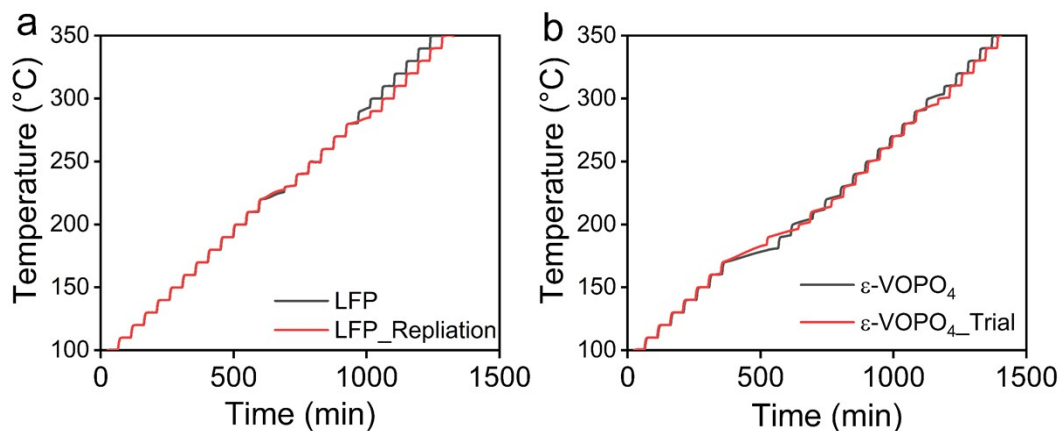 a
Temperature (°C)
350
300
250
200
150
100
LFP
LFP_Repliation
0
500
1000
1500
Time (min)
b
Temperature (°C)
350
300
250
200
150
100
ε-VOPO₄
ε-VOPO₄_Trial
0
500
1000
1500
Time (min)